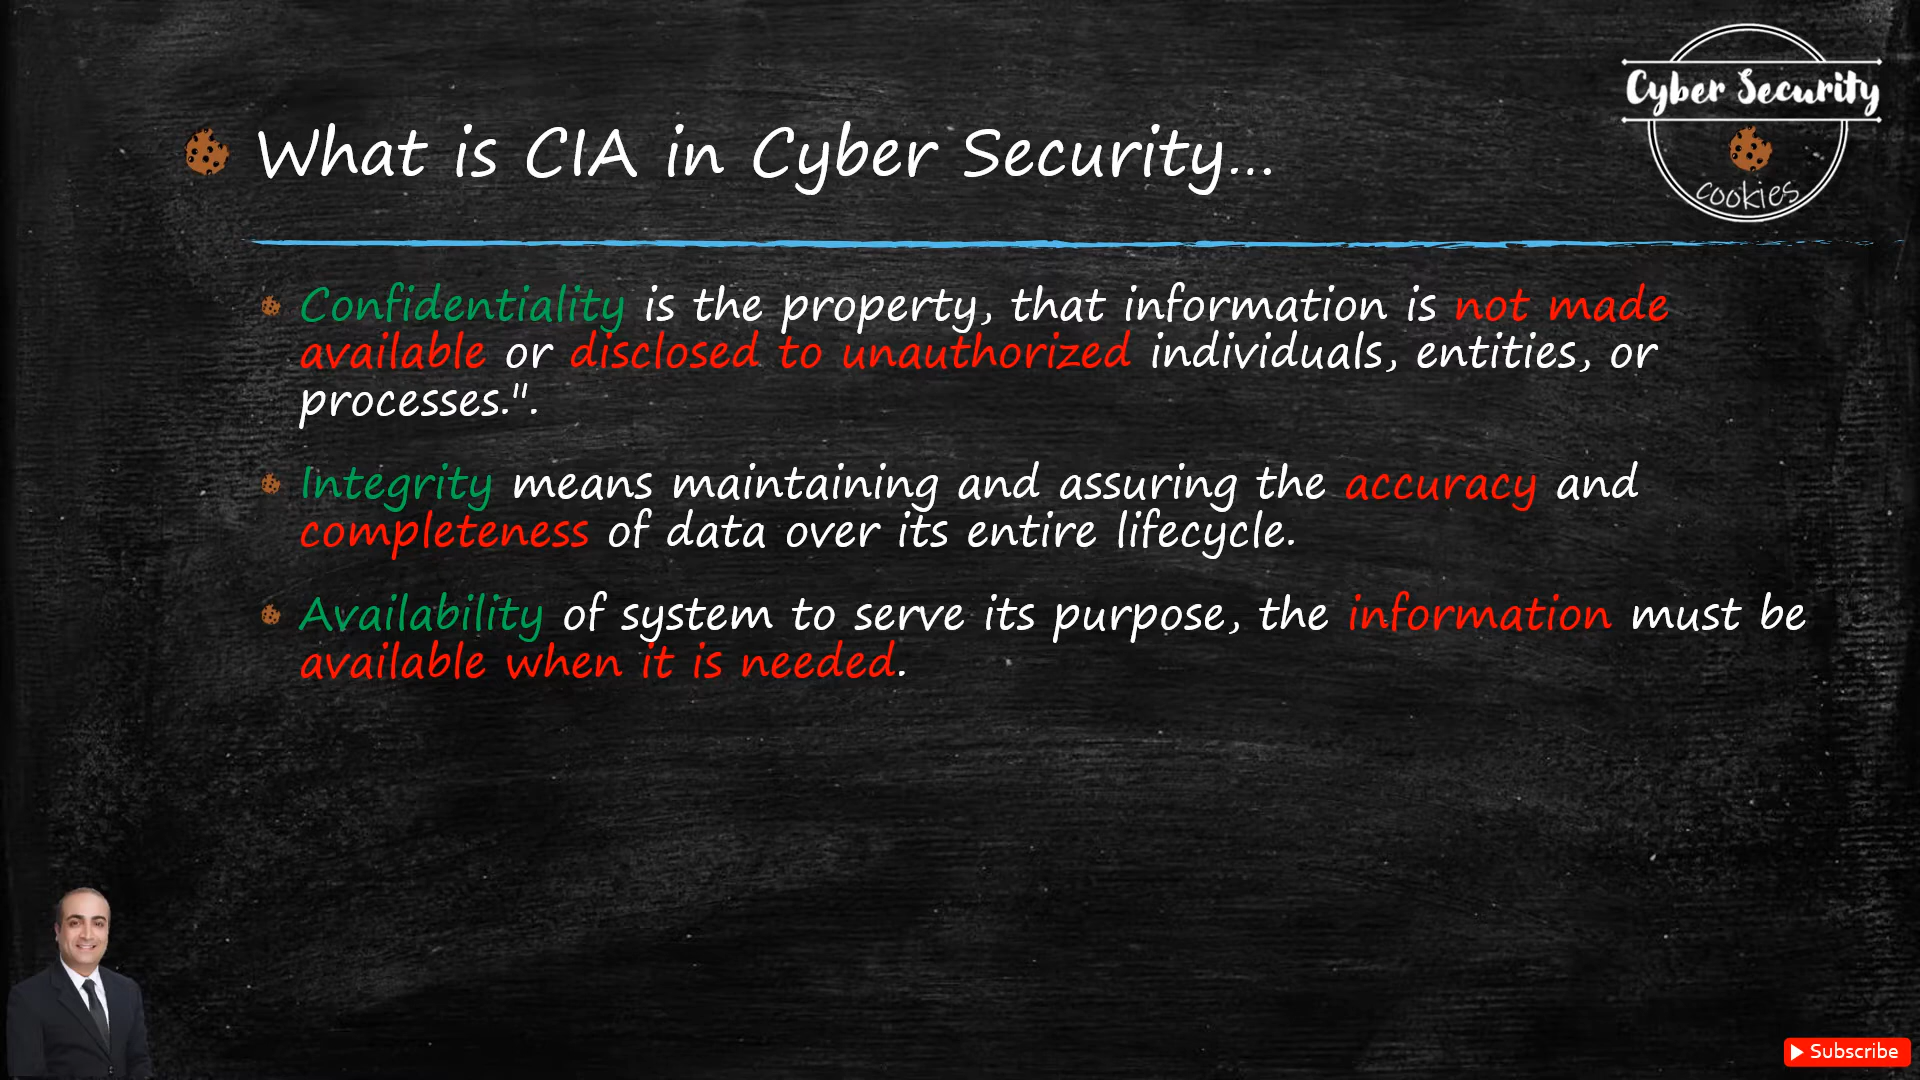 Cyber Security
cookies
What is CIA in Cyber Security...
Confidentiality is the property, that information is not made
available or disclosed to unauthorized individuals, entities, or
processes.".
Integrity means maintaining and assuring the accuracy and
completeness of data over its entire lifecycle.
Availability of system to serve its purpose, the information must be
available when it is needed.
Subscribe